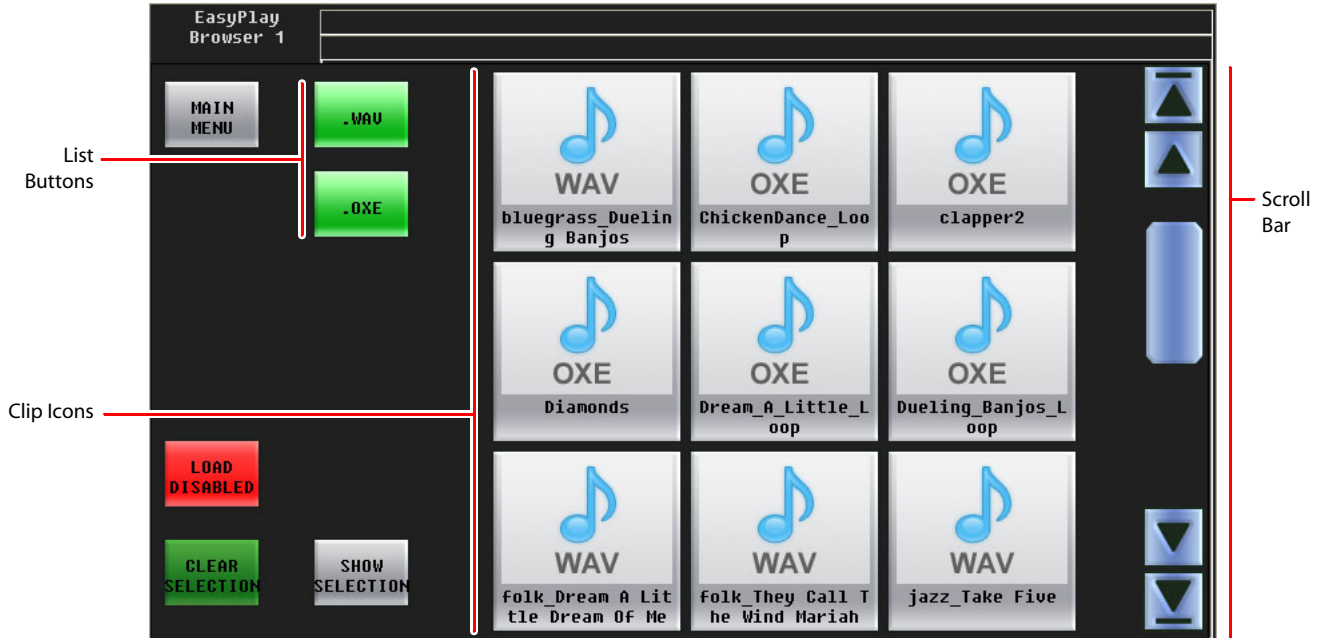 EasyPlay
Browser 1
MAIN
MENU
.WAV
.OXE
List
Buttons
Clip Icons
LOAD
DISABLED
CLEAR
SELECTION
SHOW
SELECTION
WAV
bluegrass_Duelin
g Banjos
OXE
ChickenDance_Loo
p
OXE
clapper2
OXE
Diamonds
OXE
Dream_A_Little_L
oop
OXE
Dueling_Banjos_L
oop
WAV
folk_Dream A Lit
tle Dream Of Me
WAV
folk_They Call T
he Wind Mariah
WAV
jazz_Take Five
Scroll
Bar